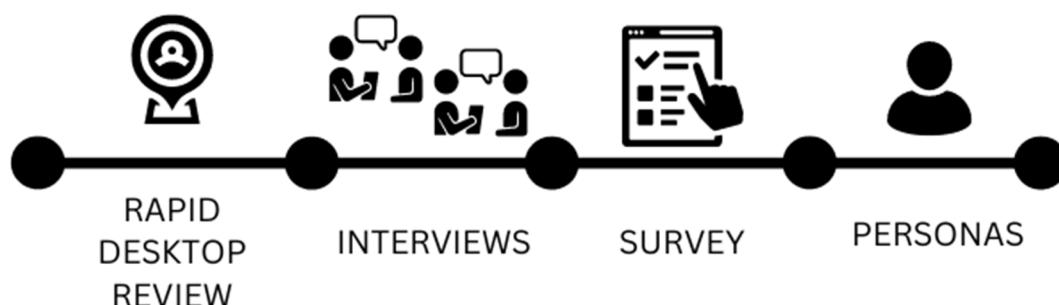 RAPID
DESKTOP
REVIEW
INTERVIEWS
SURVEY
PERSONAS